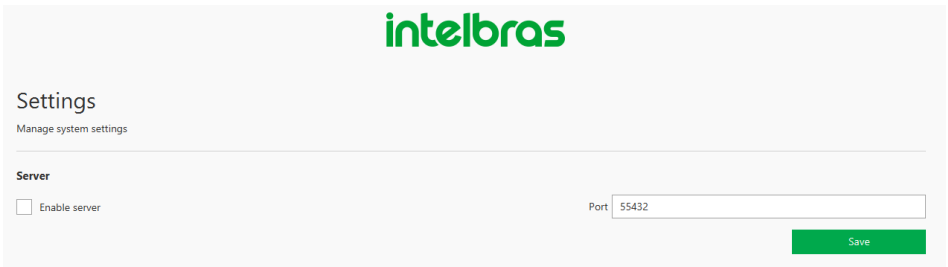 intelbras
Settings
Manage system settings
Server
Enable server
Port 55432
Save